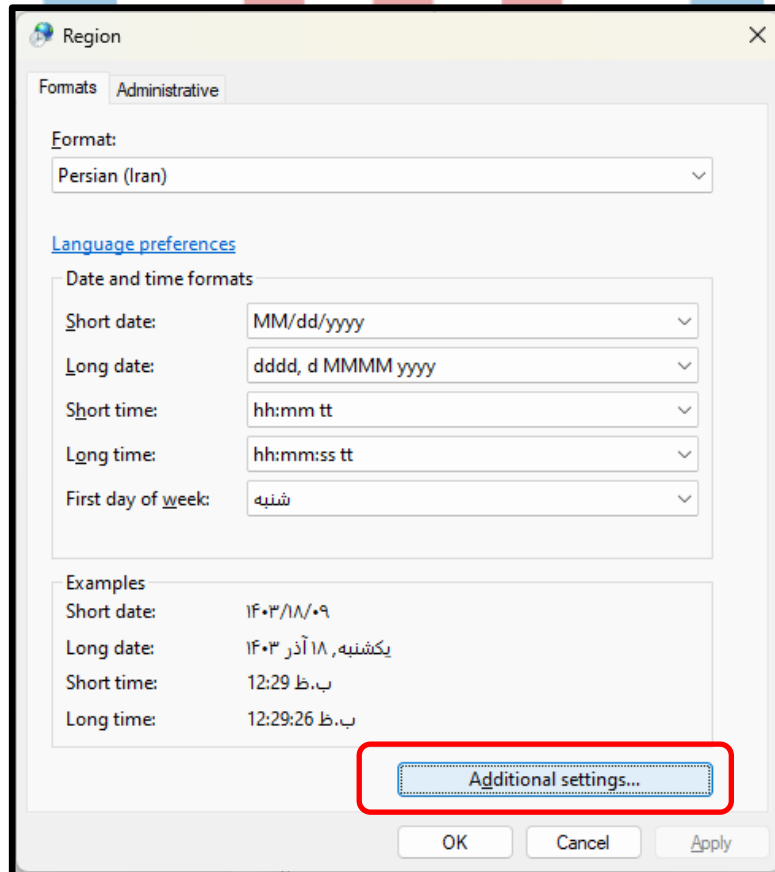 Region
Formats Administrative
Format:
Persian (Iran)
Language preferences
Date and time formats
Short date: MM/dd/yyyy
Long date: dddd, d MMMM yyyy
Short time: hh:mm tt
Long time: hh:mm:ss tt
First day of week: شنبه
Examples
Short date: ۱۴۰۳/۱۸/۰۹
Long date: یکشنبه, ۱۸ آذر ۱۴۰۳
Short time: 12:29 ب.ظ
Long time: 12:29:26 ب.ظ
Additional settings...
OK Cancel Apply